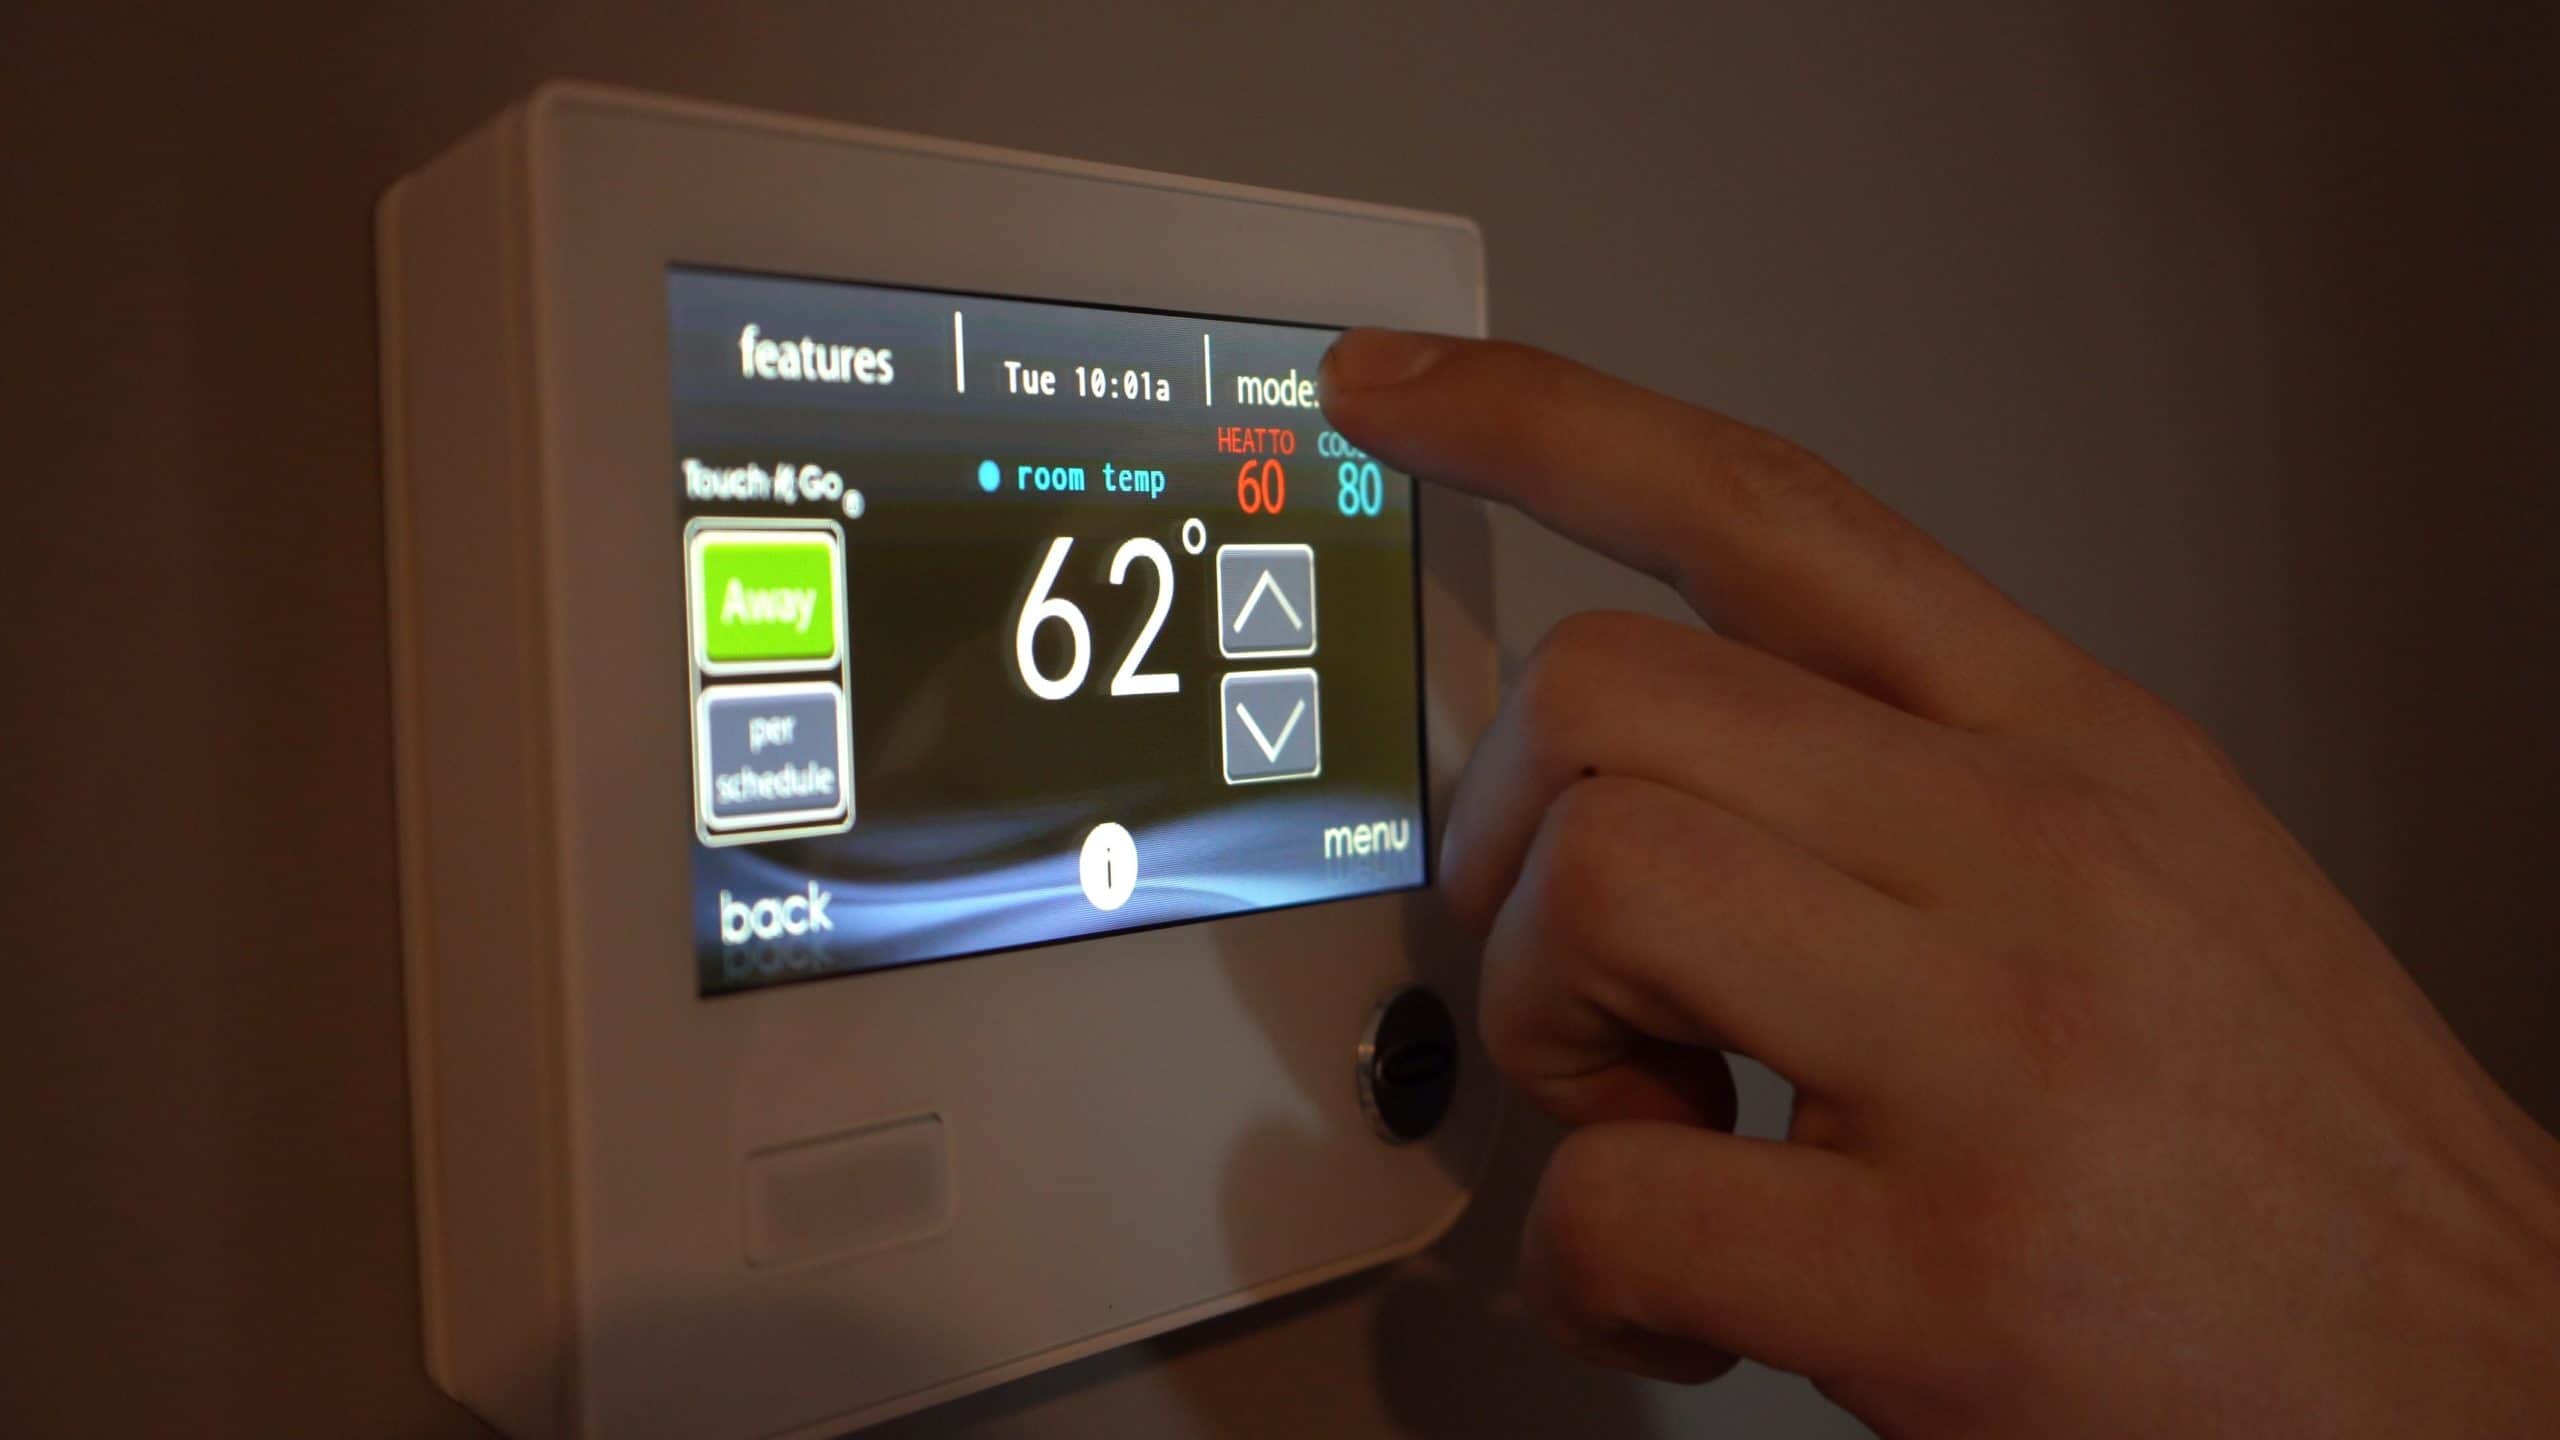 features
Tue 10:01a
mode:
HEAT TO
60
80
Touch 'n Go®
room temp
62°
Away
per
schedule
i
menu
back